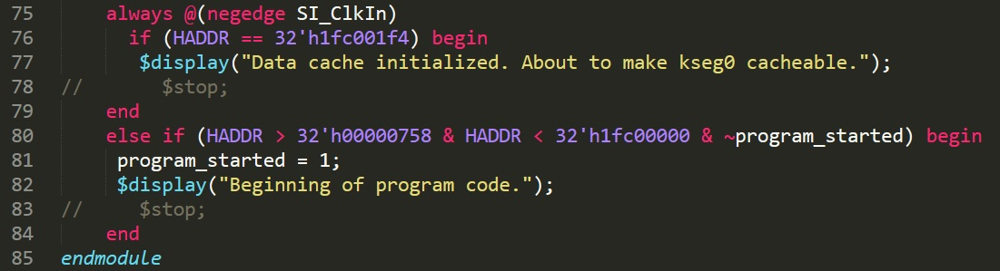 75     always @(negedge SI_ClkIn)
76       if (HADDR == 32'h1fc001f4) begin
77        $display("Data cache initialized. About to make kseg0 cacheable.");
78 //       $stop;
79     end
80     else if (HADDR > 32'h00000758 & HADDR < 32'h1fc00000 & ~program_started) begin
81      program_started = 1;
82      $display("Beginning of program code.");
83 //     $stop;
84     end
85 endmodule